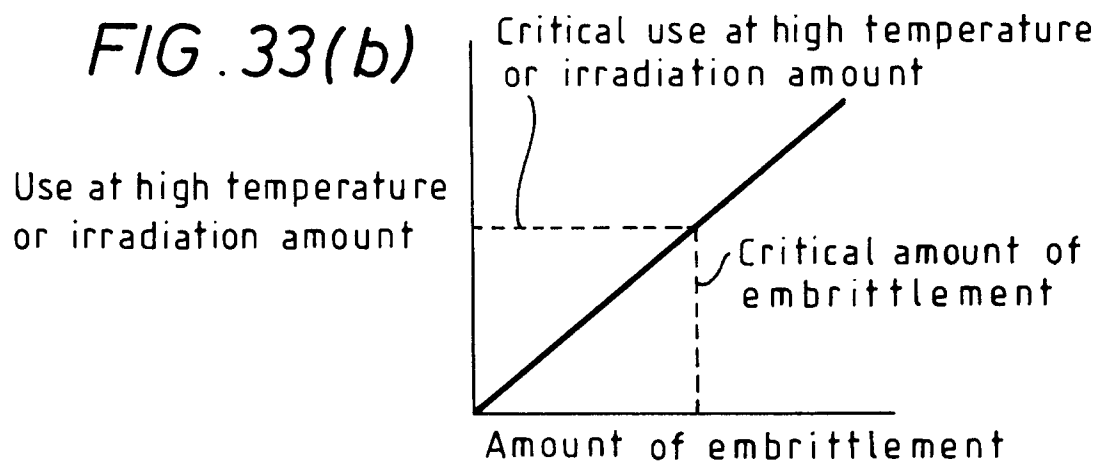 FIG. 33(b)
Critical use at high temperature
or irradiation amount
Use at high temperature
or irradiation amount
Critical amount of
embrittlement
Amount of embrittlement